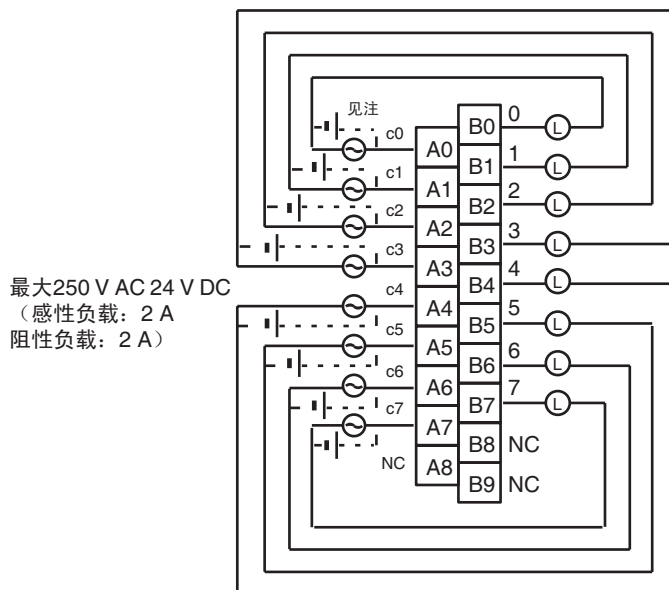 见注
c0 A0 B0 0 L
c1 A1 B1 1 L
c2 A2 B2 2 L
c3 A3 B3 3 L
c4 A4 B4 4 L
c5 A5 B5 5 L
c6 A6 B6 6 L
c7 A7 B7 7 L
NC A8 B8 NC
B9 NC
最大250 V AC 24 V DC
（感性负载：2 A
阻性负载：2 A）